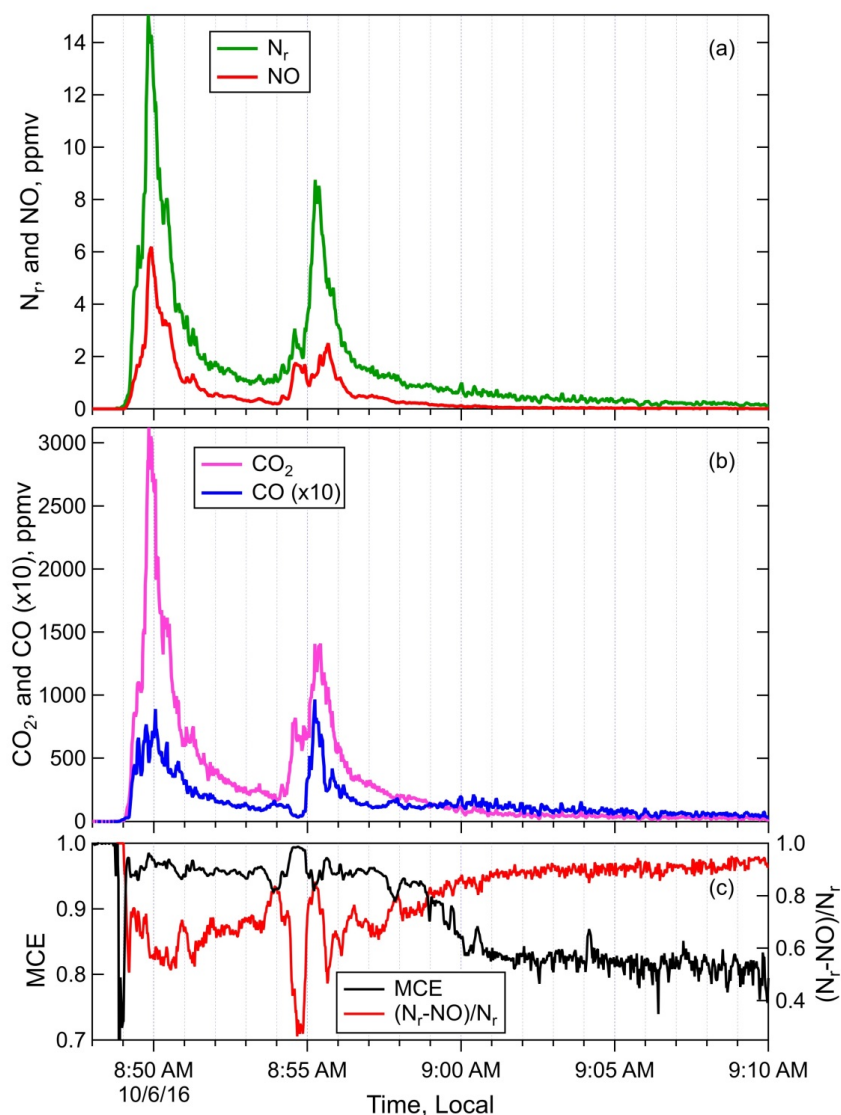 (a)
Nr
NO
Nr, and NO, ppmv
14
12
10
8
6
4
2
0
(b)
CO2
CO (x10)
CO2, and CO (x10), ppmv
3000
2500
2000
1500
1000
500
0
(c)
MCE
1.0
0.9
0.8
0.7
MCE
(Nr-NO)/Nr
1.0
0.8
0.6
0.4
(Nr-NO)/Nr
8:50 AM 8:55 AM 9:00 AM 9:05 AM 9:10 AM
10/6/16
Time, Local